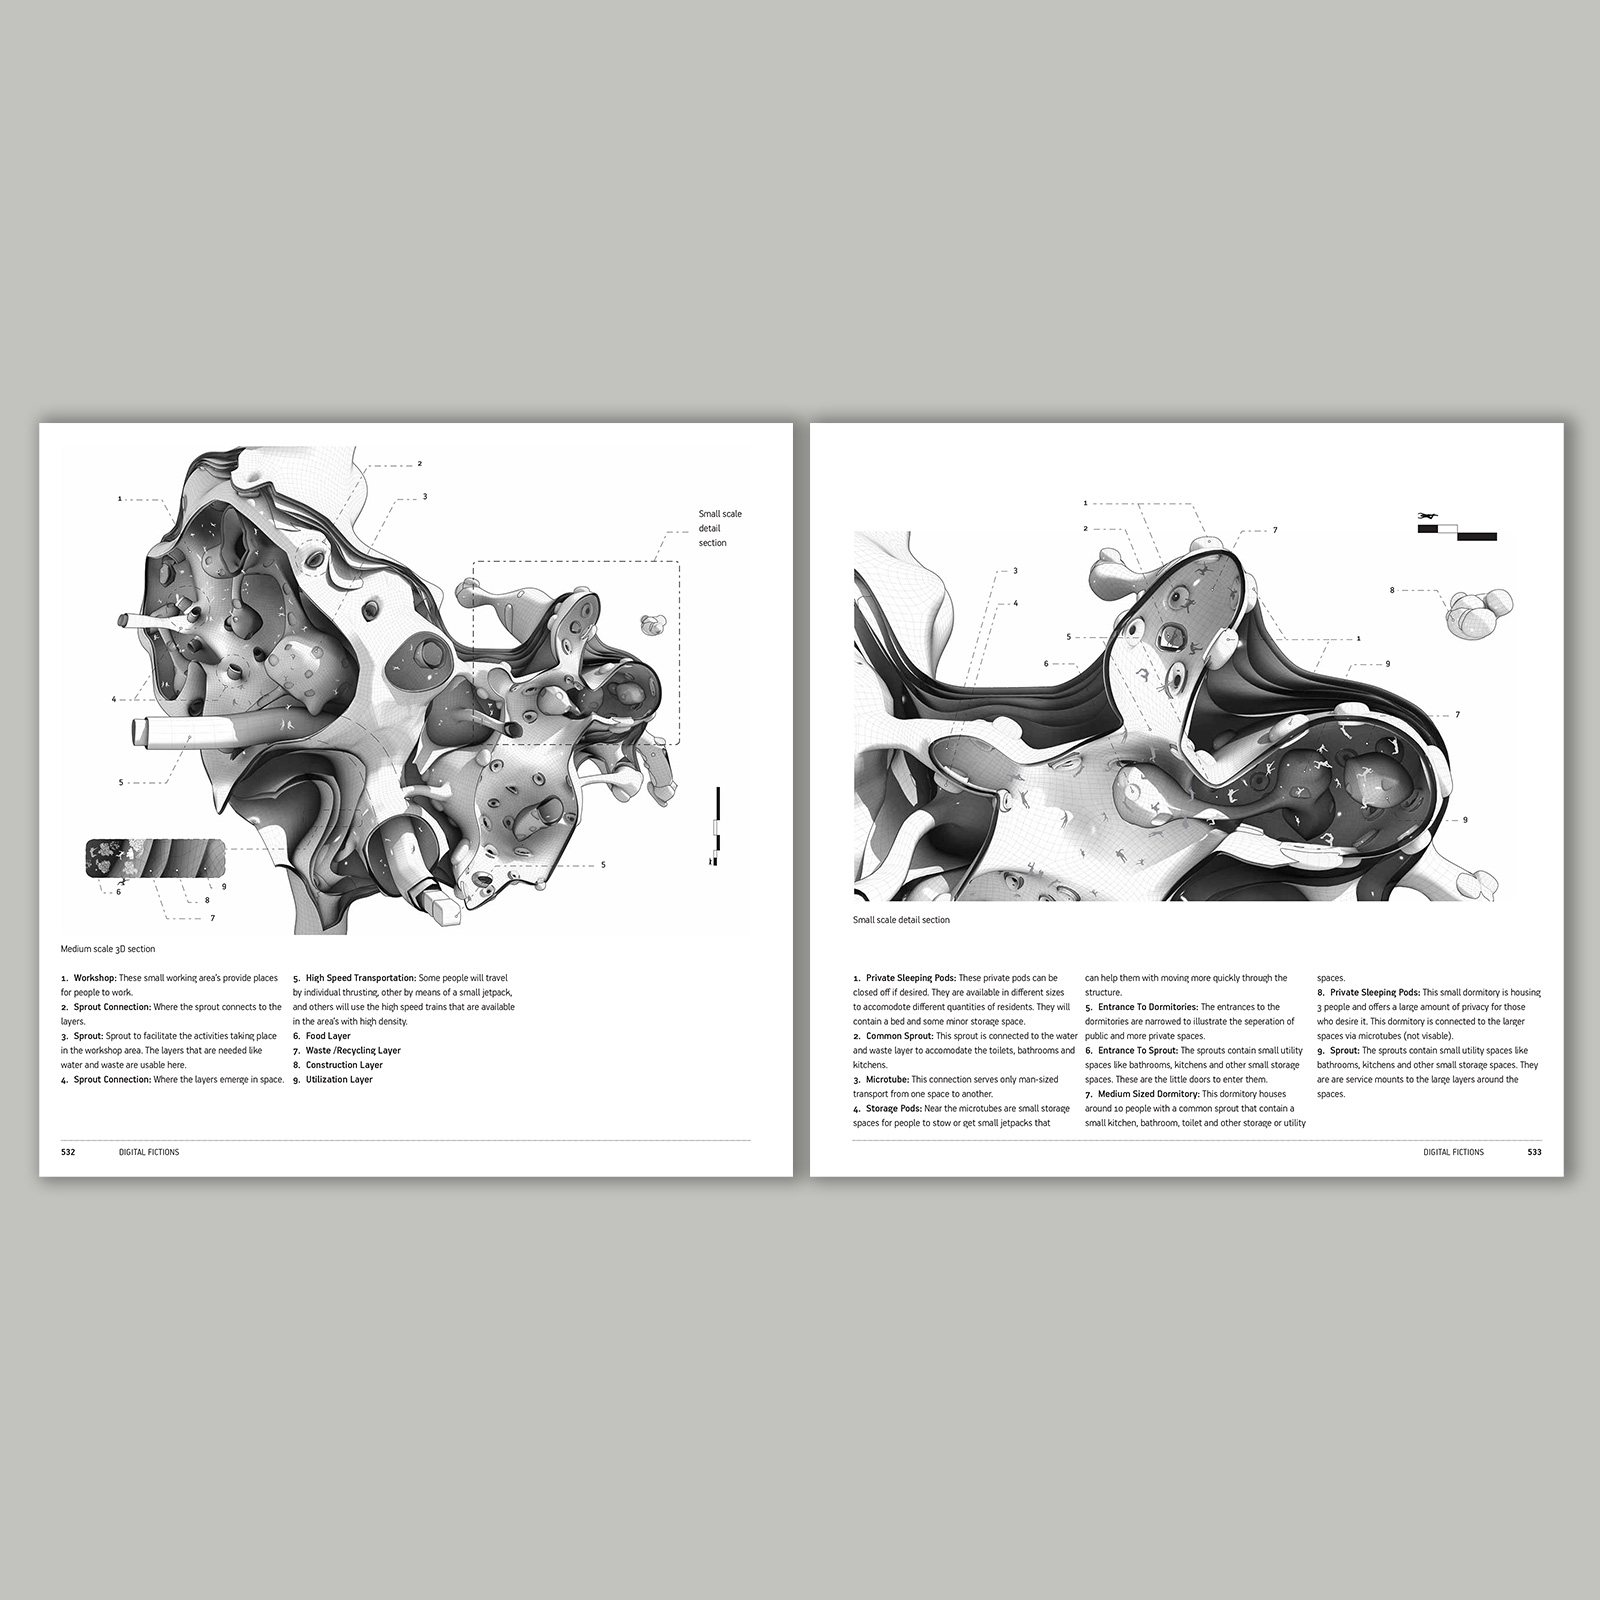 1
2
3
Small scale
detail
section
4
5
5
6
9
8
7
Medium scale 3D section
1. Workshop: These small working area's provide places
for people to work.
2. Sprout Connection: Where the sprout connects to the
layers.
3. Sprout: Sprout to facilitate the activities taking place
in the workshop area. The layers that are needed like
water and waste are usable here.
4. Sprout Connection: Where the layers emerge in space.
5. High Speed Transportation: Some people will travel
by individual thrusting, other by means of a small jetpack,
and others will use the high speed trains that are available
in the area's with high density.
6. Food Layer
7. Waste /Recycling Layer
8. Construction Layer
9. Utilization Layer
532 DIGITAL FICTIONS
1
2
7
3
4
8
5
1
6
9
7
9
Small scale detail section
1. Private Sleeping Pods: These private pods can be
closed off if desired. They are available in different sizes
to accomodote different quantities of residents. They will
contain a bed and some minor storage space.
2. Common Sprout: This sprout is connected to the water
and waste layer to accomodate the toilets, bathrooms and
kitchens.
3. Microtube: This connection serves only man-sized
transport from one space to another.
4. Storage Pods: Near the microtubes are small storage
spaces for people to stow or get small jetpacks that
can help them with moving more quickly through the
structure.
5. Entrance To Dormitories: The entrances to the
dormitories are narrowed to illustrate the seperation of
public and more private spaces.
6. Entrance To Sprout: The sprouts contain small utility
spaces like bathrooms, kitchens and other small storage
spaces. These are the little doors to enter them.
7. Medium Sized Dormitory: This dormitory houses
around 10 people with a common sprout that contain a
small kitchen, bathroom, toilet and other storage or utility
spaces.
8. Private Sleeping Pods: This small dormitory is housing
3 people and offers a large amount of privacy for those
who desire it. This dormitory is connected to the larger
spaces via microtubes (not visable).
9. Sprout: The sprouts contain small utility spaces like
bathrooms, kitchens and other small storage spaces. They
are are service mounts to the large layers around the
spaces.
DIGITAL FICTIONS 533